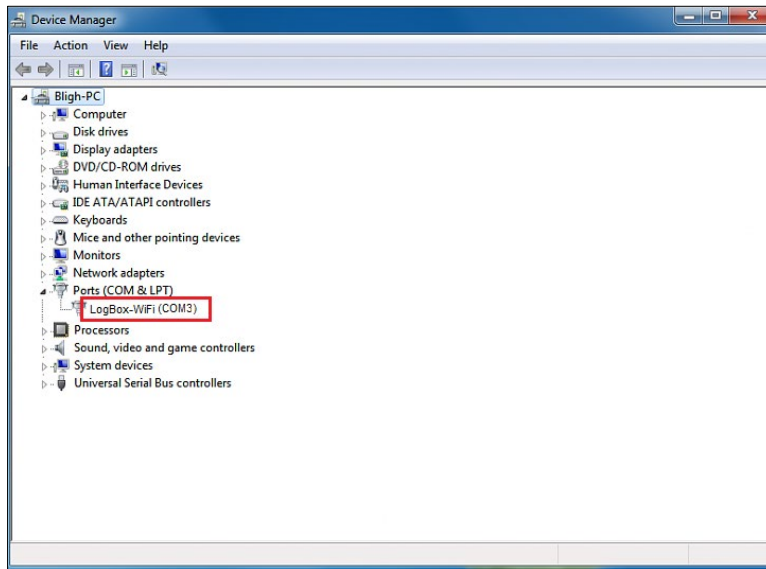 Device Manager
File Action View Help
Bligh-PC
Computer
Disk drives
Display adapters
DVD/CD-ROM drives
Human Interface Devices
IDE ATA/ATAPI controllers
Keyboards
Mice and other pointing devices
Monitors
Network adapters
Ports (COM & LPT)
LogBox-WiFi (COM3)
Processors
Sound, video and game controllers
System devices
Universal Serial Bus controllers